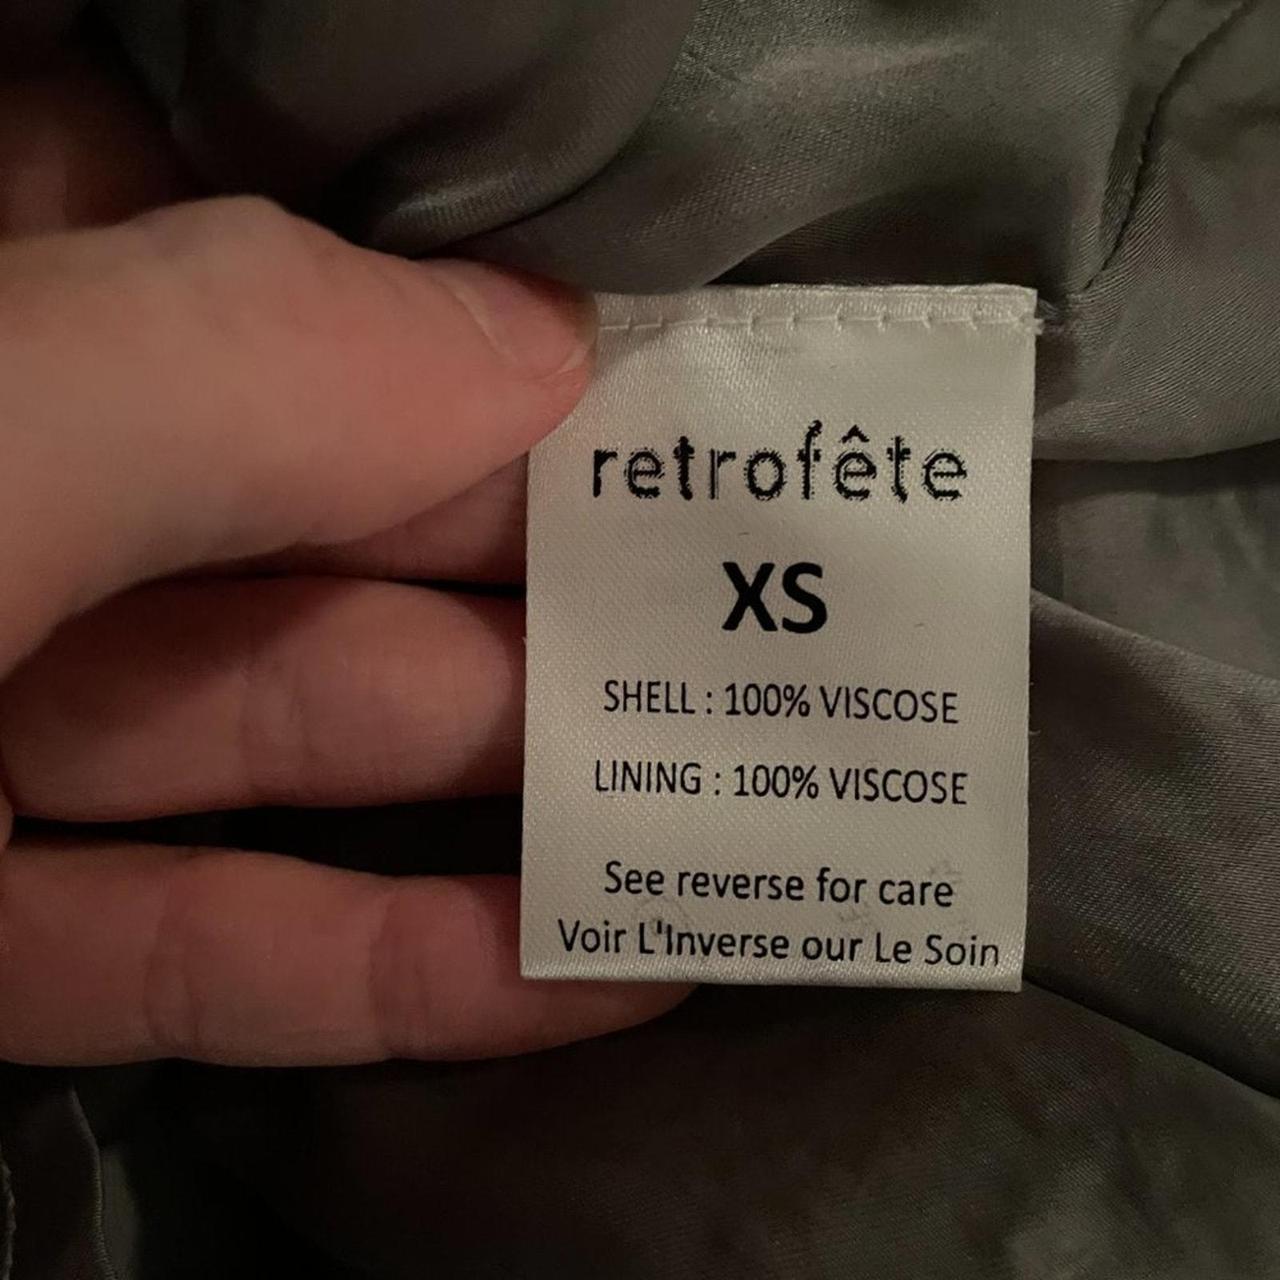 retrofête
XS
SHELL : 100% VISCOSE
LINING : 100% VISCOSE
See reverse for care
Voir L'Inverse our Le Soin